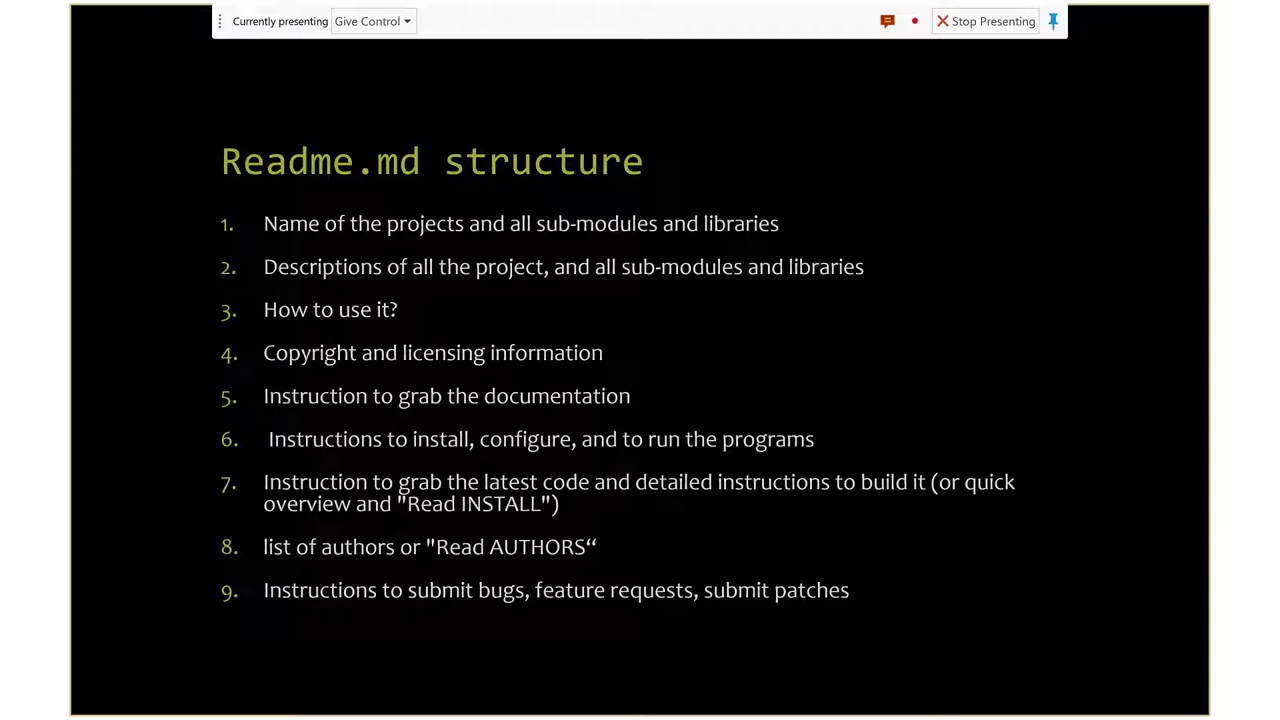 Currently presenting Give Control Stop Presenting
Readme.md structure
1. Name of the projects and all sub-modules and libraries
2. Descriptions of all the project, and all sub-modules and libraries
3. How to use it?
4. Copyright and licensing information
5. Instruction to grab the documentation
6. Instructions to install, configure, and to run the programs
7. Instruction to grab the latest code and detailed instructions to build it (or quick
overview and "Read INSTALL")
8. list of authors or "Read AUTHORS“
9. Instructions to submit bugs, feature requests, submit patches